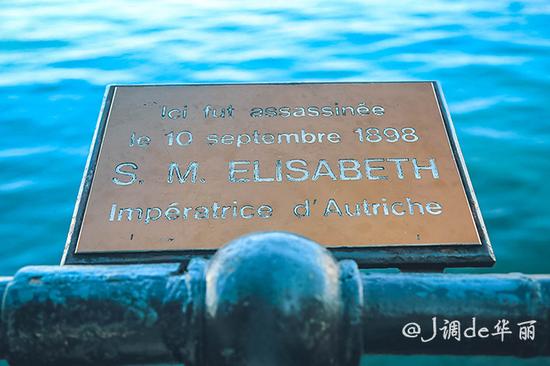 Ici fut assassinée
le 10 septembre 1898
S. M. ELISABETH
Impératrice d'Autriche
@J调de华丽